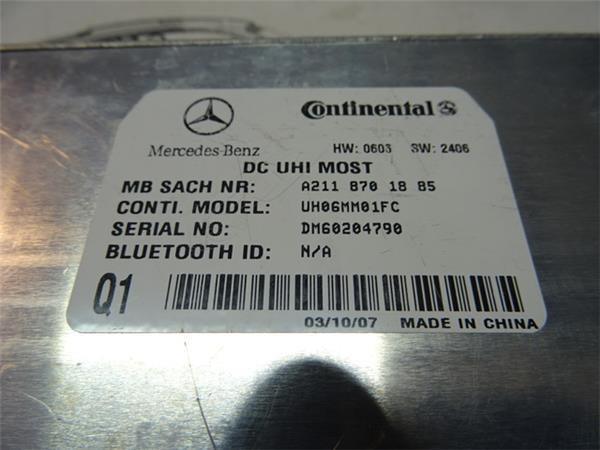 Continental
Mercedes-Benz HW: 0603 SW: 2406
DC UHI MOST
MB SACH NR: A211 870 18 85
CONTI. MODEL: UH06MM01FC
SERIAL NO: DM60204790
BLUETOOTH ID: N/A
Q1
03/10/07 MADE IN CHINA